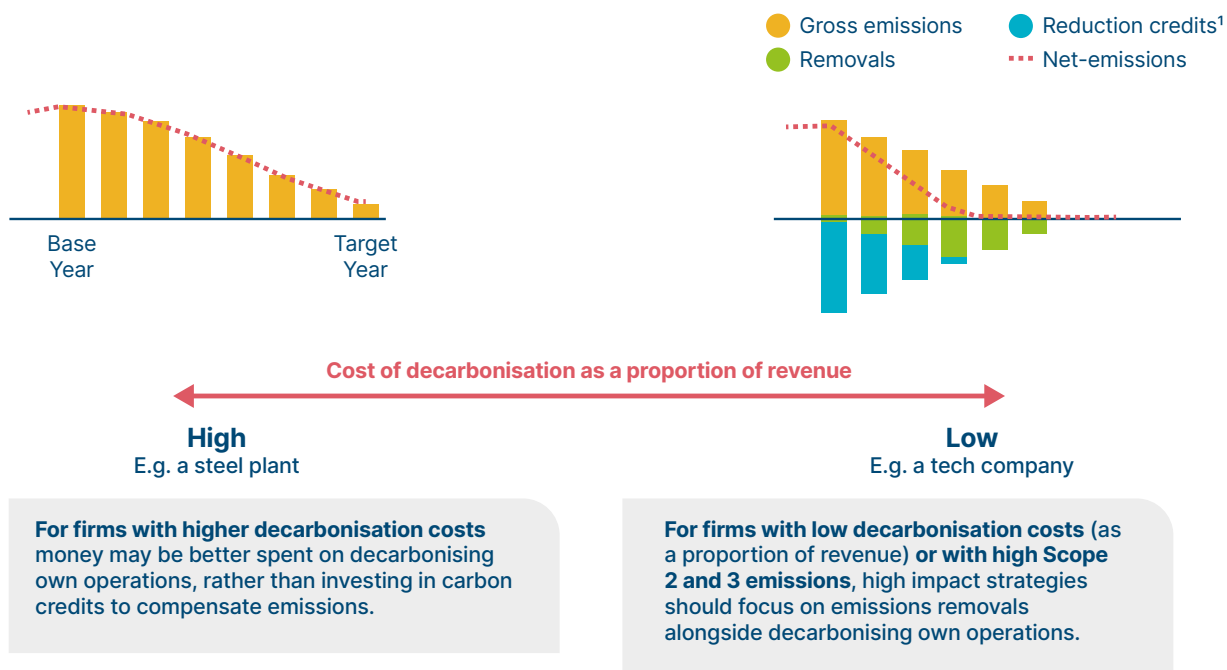 Gross emissions
Reduction credits¹
Removals
Net-emissions
Base
Year
Target
Year
Cost of decarbonisation as a proportion of revenue
High
E.g. a steel plant
Low
E.g. a tech company
For firms with higher decarbonisation costs
money may be better spent on decarbonising
own operations, rather than investing in carbon
credits to compensate emissions.
For firms with low decarbonisation costs (as
a proportion of revenue) or with high Scope
2 and 3 emissions, high impact strategies
should focus on emissions removals
alongside decarbonising own operations.